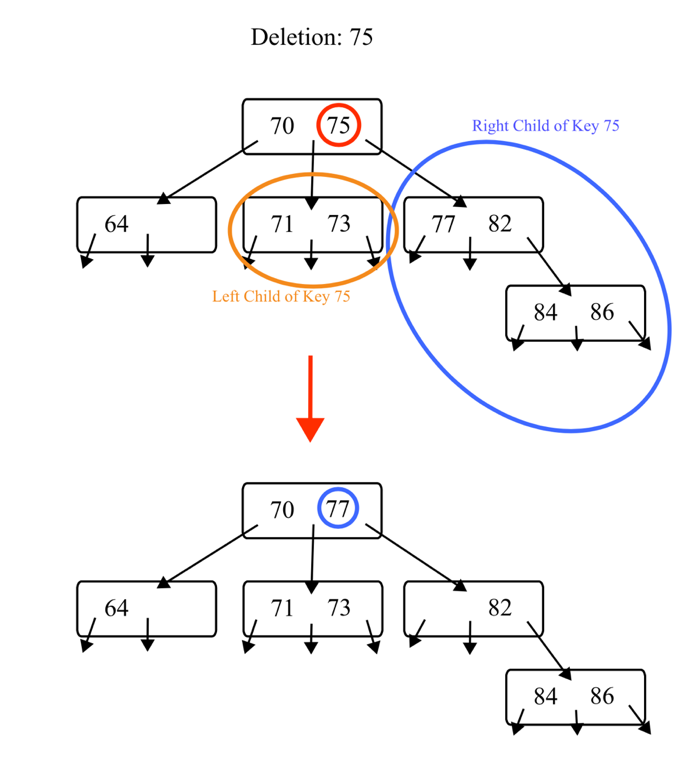 Deletion: 75
Right Child of Key 75
70 75
64 71 73 77 82
Left Child of Key 75
84 86
70 77
64 71 73 82
84 86